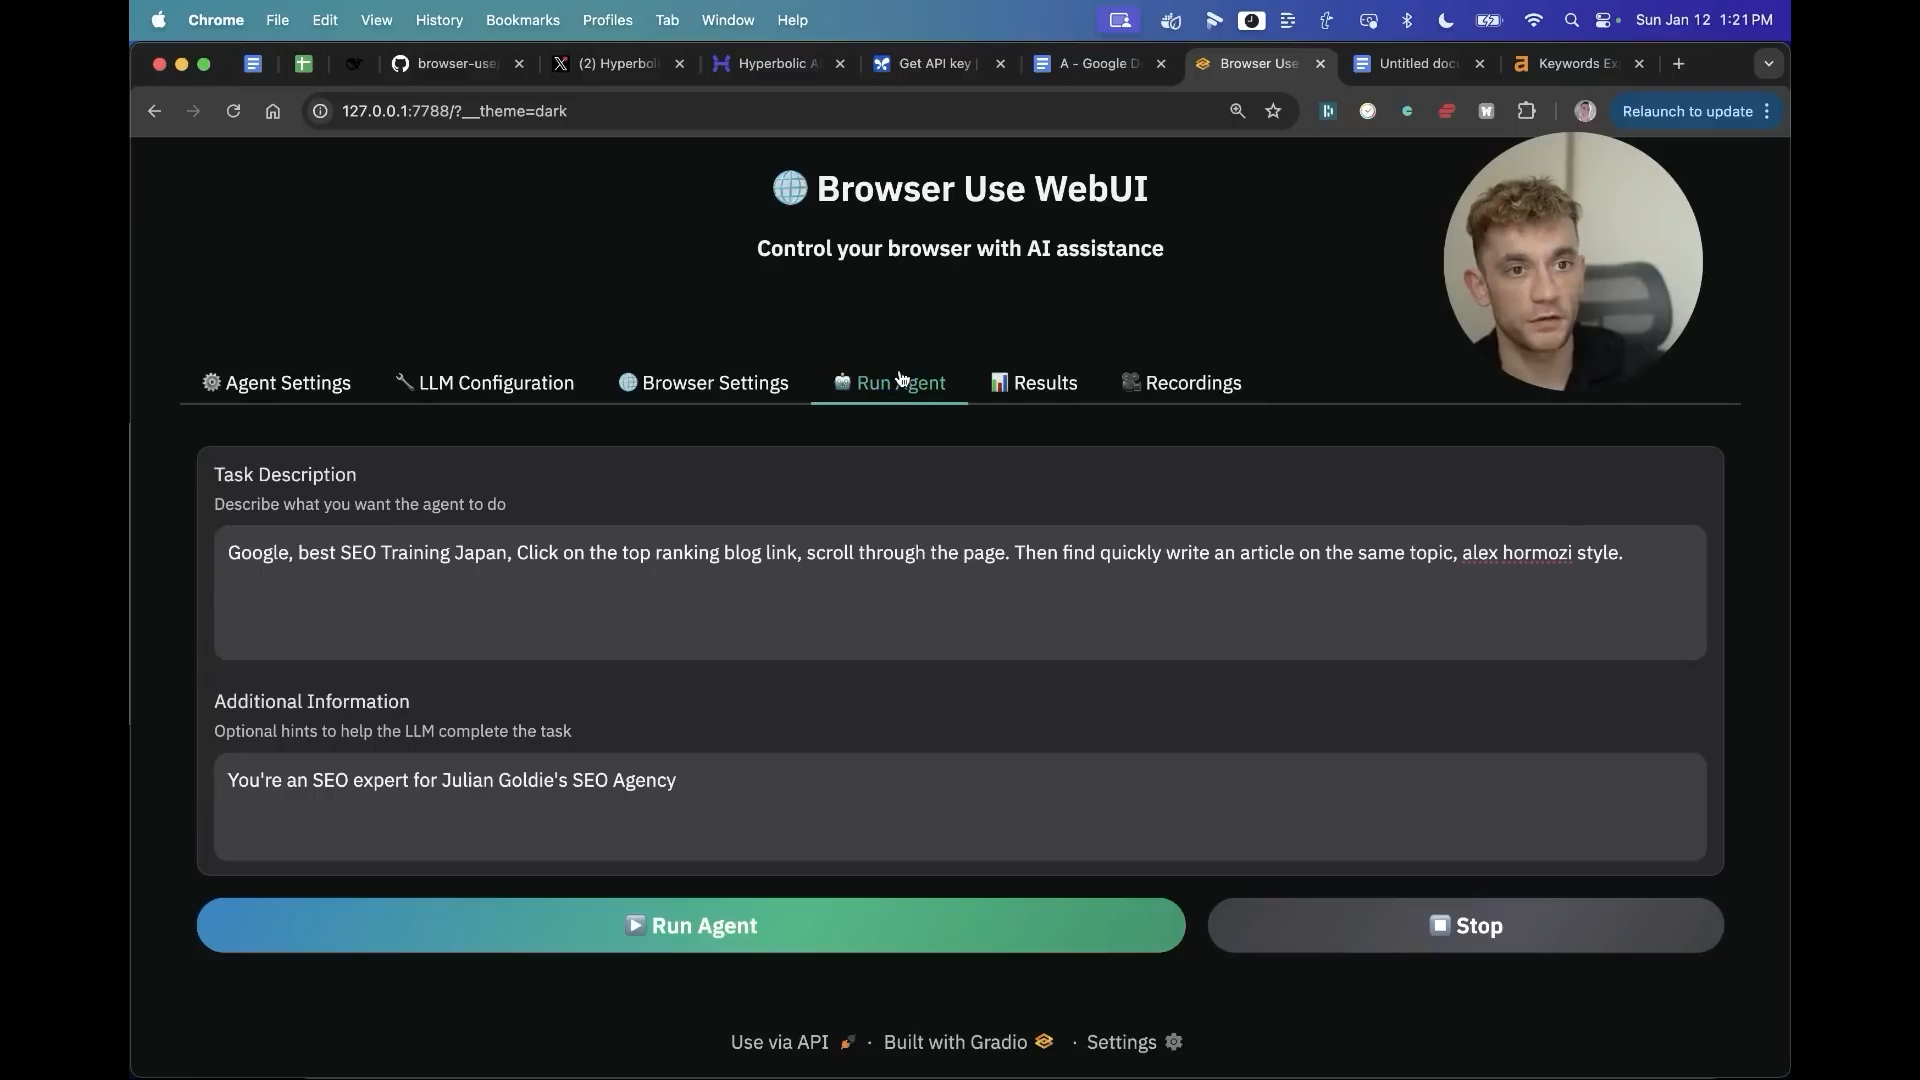 Chrome File Edit View History Bookmarks Profiles Tab Window Help Sun Jan 12 1:21 PM
browser-use (2) Hyperboli Hyperbolic A Get API key | A - Google D Browser Use Untitled doc Keywords Ex
127.0.0.1:7788/?__theme=dark Relaunch to update
Browser Use WebUI
Control your browser with AI assistance
Agent Settings LLM Configuration Browser Settings Run Agent Results Recordings
Task Description
Describe what you want the agent to do
Google, best SEO Training Japan, Click on the top ranking blog link, scroll through the page. Then find quickly write an article on the same topic, alex hormozi style.
Additional Information
Optional hints to help the LLM complete the task
You're an SEO expert for Julian Goldie's SEO Agency
Run Agent Stop
Use via API · Built with Gradio · Settings